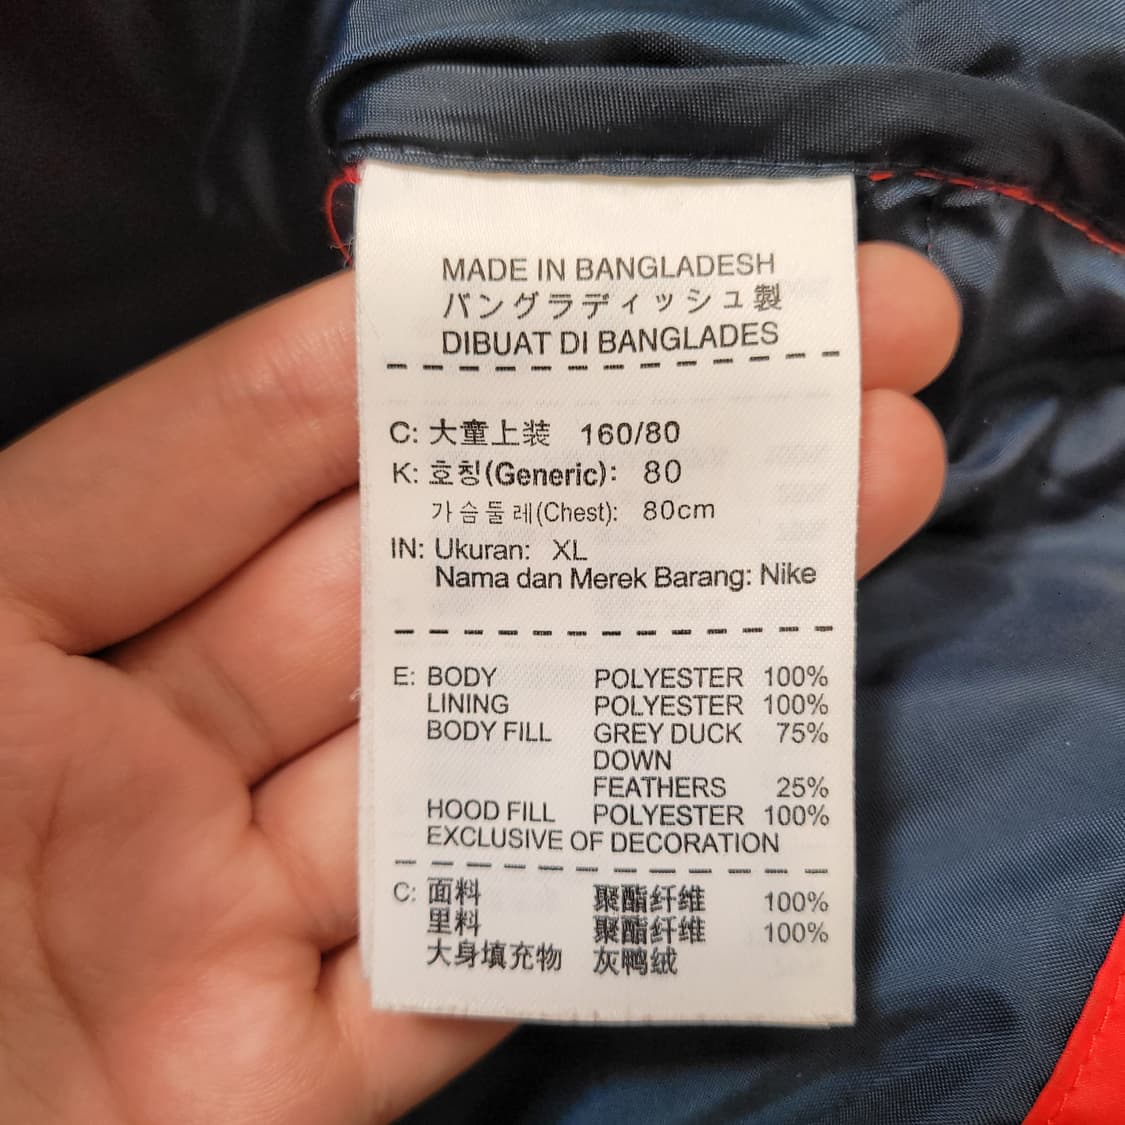 MADE IN BANGLADESH
バングラディッシュ製
DIBUAT DI BANGLADES
C: 大童上装 160/80
K: 호칭(Generic): 80
가슴둘레(Chest): 80cm
IN: Ukuran: XL
Nama dan Merek Barang: Nike
E: BODY POLYESTER 100%
LINING POLYESTER 100%
BODY FILL GREY DUCK 75%
DOWN
FEATHERS 25%
HOOD FILL POLYESTER 100%
EXCLUSIVE OF DECORATION
C: 面料 聚酯纤维 100%
里料 聚酯纤维 100%
大身填充物 灰鸭绒